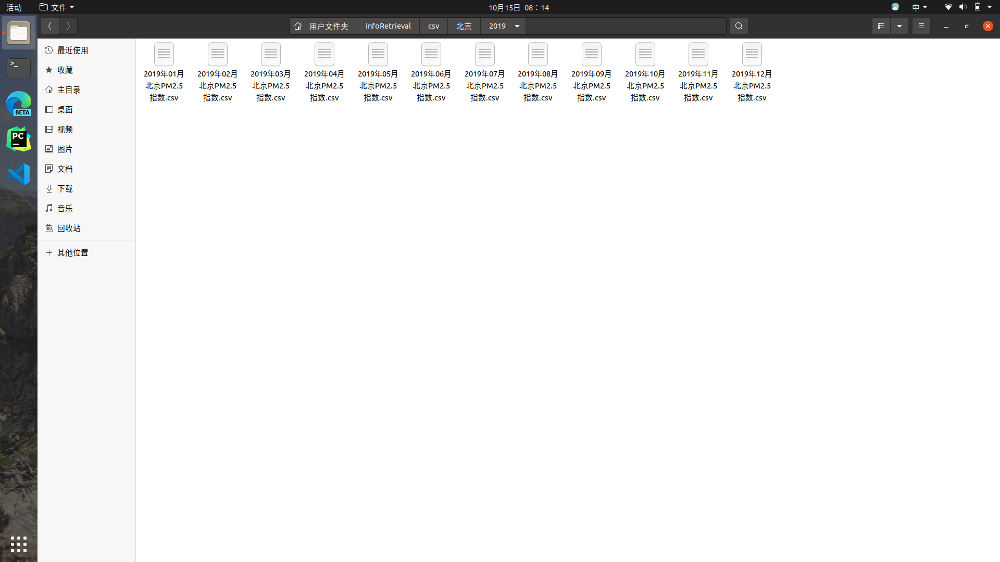 活动 文件 10月15日 08：14 中
用户文件夹 infoRetrieval csv 北京 2019
>_
BETA
PC
最近使用
收藏
主目录
桌面
视频
图片
文档
下载
音乐
回收站
其他位置
2019年01月
北京PM2.5
指数.csv
2019年02月
北京PM2.5
指数.csv
2019年03月
北京PM2.5
指数.csv
2019年04月
北京PM2.5
指数.csv
2019年05月
北京PM2.5
指数.csv
2019年06月
北京PM2.5
指数.csv
2019年07月
北京PM2.5
指数.csv
2019年08月
北京PM2.5
指数.csv
2019年09月
北京PM2.5
指数.csv
2019年10月
北京PM2.5
指数.csv
2019年11月
北京PM2.5
指数.csv
2019年12月
北京PM2.5
指数.csv